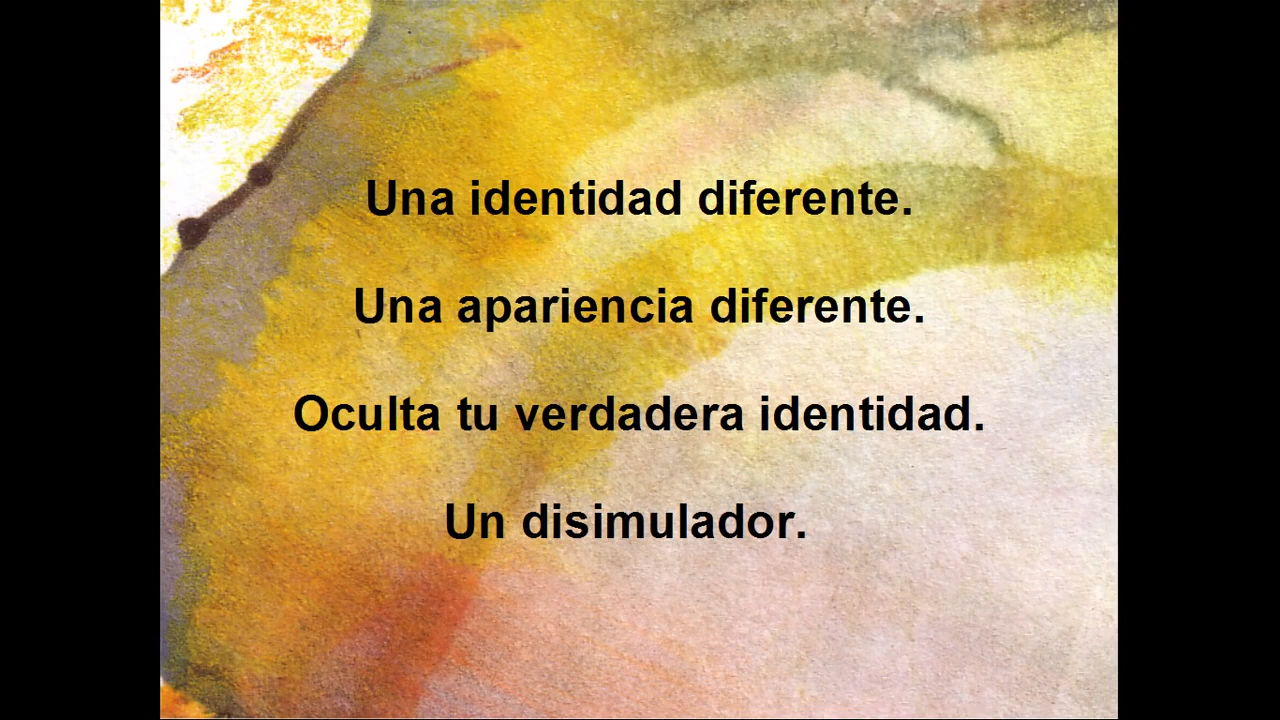 Una identidad diferente.
Una apariencia diferente.
Oculta tu verdadera identidad.
Un disimulador.